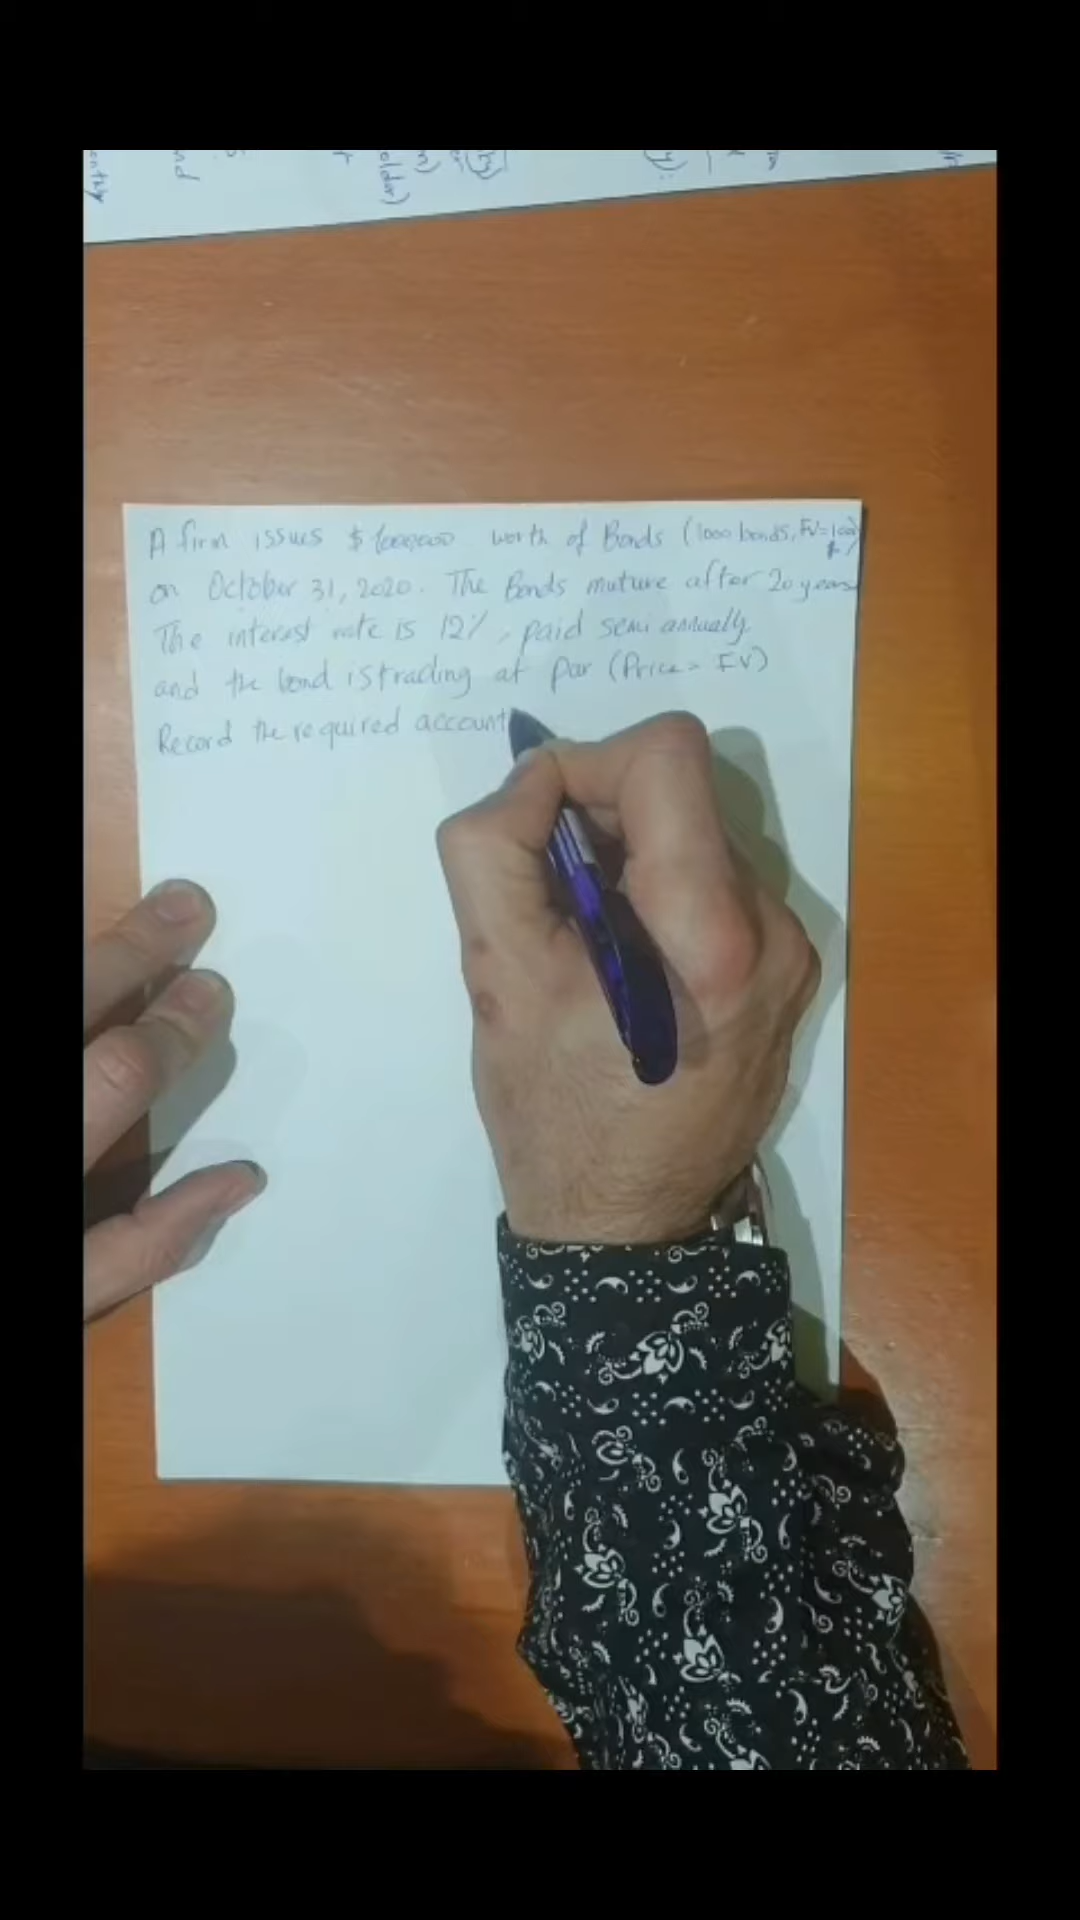 A firm issues $1000,000 worth of Bonds (1000 bonds, FV=
on October 31, 2020. The Bonds muture after 20 years
The interest rate is 12%, paid semi annually
and the bond is trading at par (Price = FV)
Record the required account